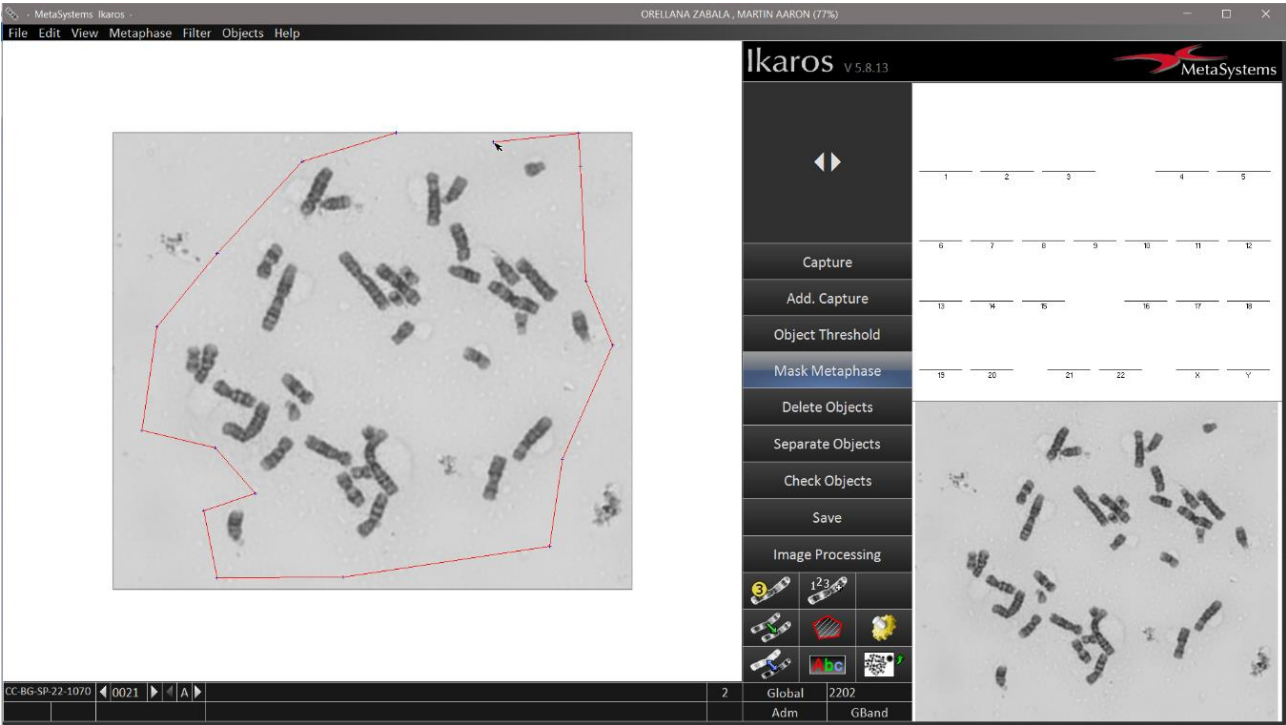 MetaSystems Ikaros -
ORELLANA ZABALA , MARTIN AARON (77%)
File Edit View Metaphase Filter Objects Help
Ikaros V 5.8.13
MetaSystems
Capture
Add. Capture
Object Threshold
Mask Metaphase
Delete Objects
Separate Objects
Check Objects
Save
Image Processing
3
123
Abc
1 2 3 4 5
6 7 8 9 10 11 12
13 14 15 16 17 18
19 20 21 22 X Y
CC-BG-SP-22-1070 0021 A 2 Global 2202
Adm GBand